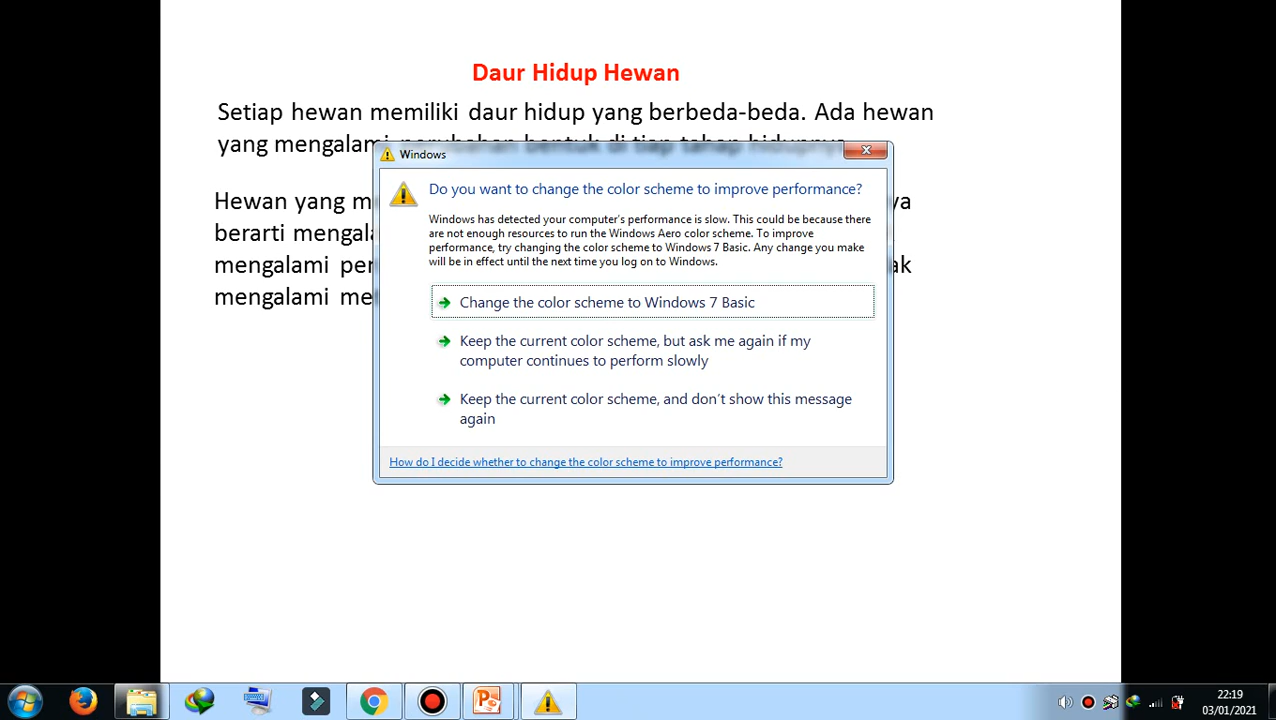 Daur Hidup Hewan
Setiap hewan memiliki daur hidup yang berbeda-beda. Ada hewan
yang mengalami perubahan bentuk di tiap tahap hidupnya
Windows
Do you want to change the color scheme to improve performance?
Windows has detected your computer's performance is slow. This could be because there
are not enough resources to run the Windows Aero color scheme. To improve
performance, try changing the color scheme to Windows 7 Basic. Any change you make
will be in effect until the next time you log on to Windows.
Change the color scheme to Windows 7 Basic
Keep the current color scheme, but ask me again if my
computer continues to perform slowly
Keep the current color scheme, and don't show this message
again
How do I decide whether to change the color scheme to improve performance?
Hewan yang
berarti
mengalami
mengalami
22:19
03/01/2021